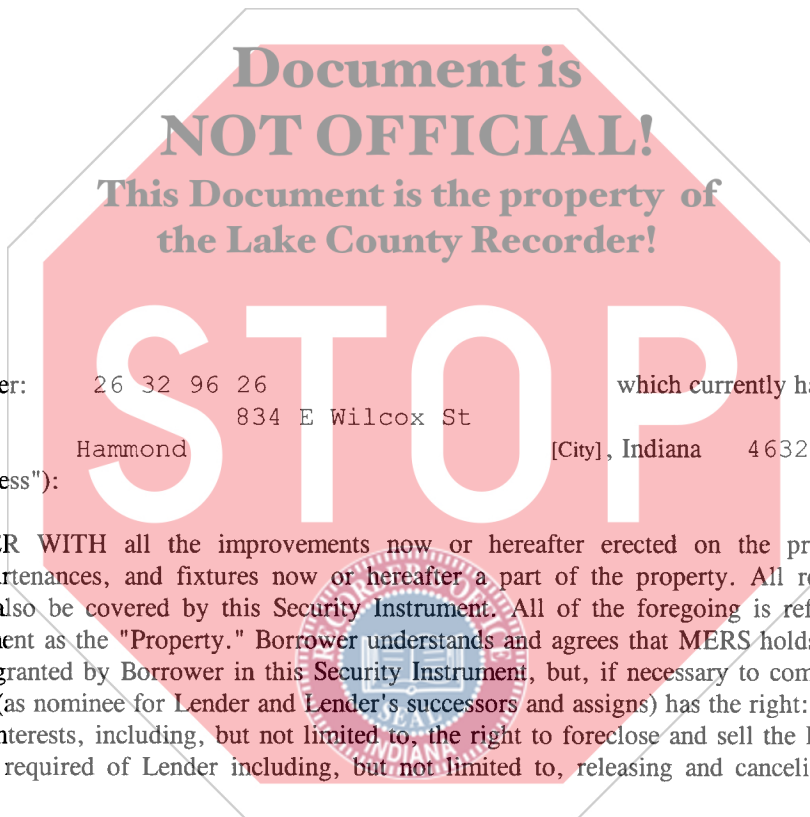 Document is
NOT OFFICIAL!
This Document is the property of
the Lake County Recorder!
STOP
er: 26 32 96 26 which currently ha
834 E Wilcox St
Hammond [City], Indiana 4632
ess"):
ER WITH all the improvements now or hereafter erected on the pr
rtenances, and fixtures now or hereafter a part of the property. All r
also be covered by this Security Instrument. All of the foregoing is ref
ent as the "Property." Borrower understands and agrees that MERS holds
granted by Borrower in this Security Instrument, but, if necessary to com
(as nominee for Lender and Lender's successors and assigns) has the right:
nterests, including, but not limited to, the right to foreclose and sell the
required of Lender including, but not limited to, releasing and canceli
RECORDER'S OFFICE
SEAL
INDIANA